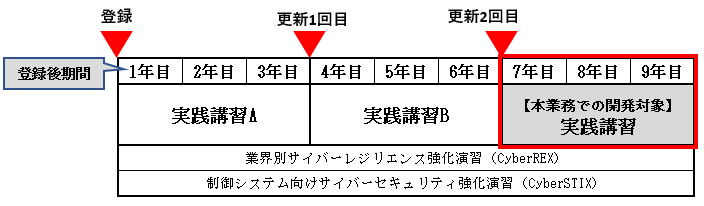 登録
更新1回目
更新2回目
登録後期間
1年目 2年目 3年目 4年目 5年目 6年目 7年目 8年目 9年目
実践講習A
実践講習B
【本業務での開発対象】
実践講習
業界別サイバーレジリエンス強化演習（CyberREX)
制御システム向けサイバーセキュリティ強化演習（CyberSTIX)